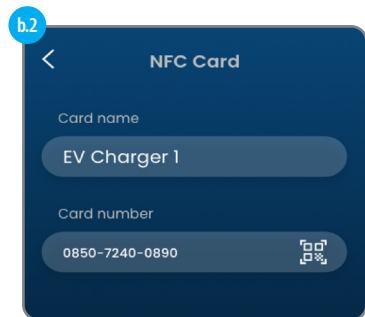 b.2
NFC Card
Card name
EV Charger 1
Card number
0850-7240-0890